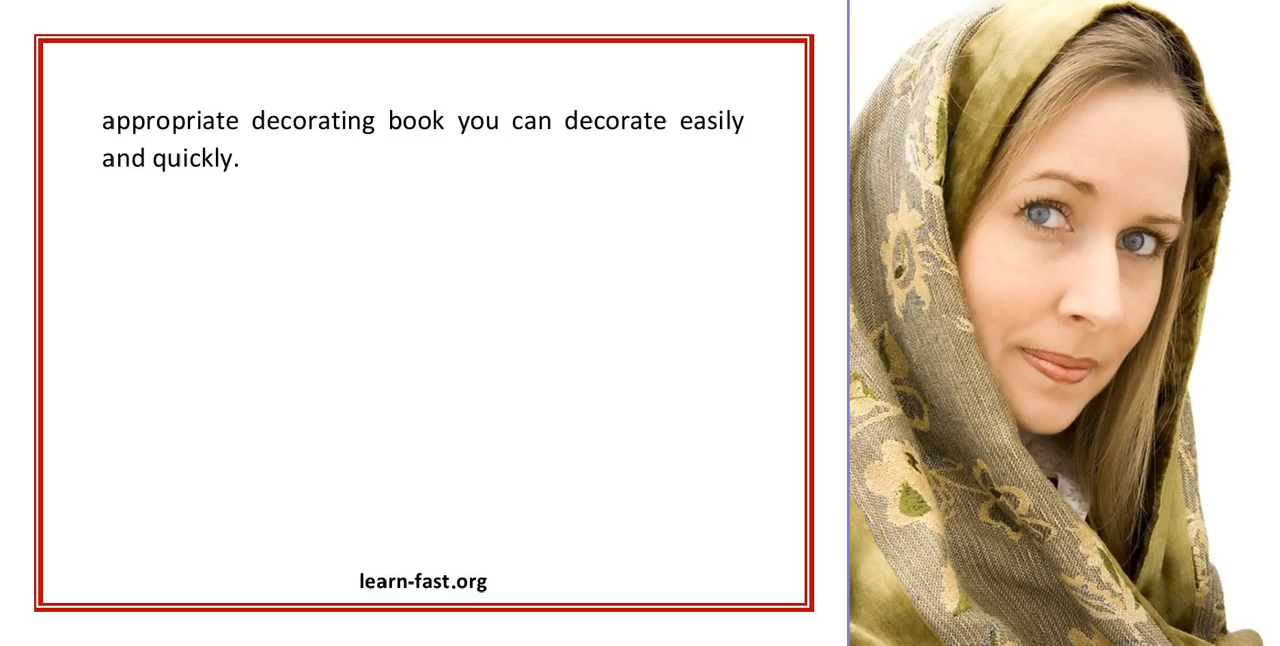 appropriate decorating book you can decorate easily
and quickly.
learn-fast.org